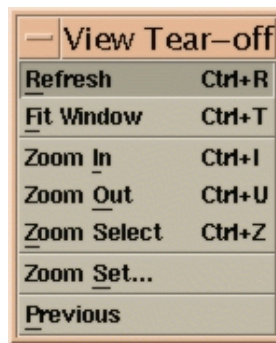 View Tear-off
Refresh Ctrl+R
Fit Window Ctrl+T
Zoom In Ctrl+I
Zoom Out Ctrl+U
Zoom Select Ctrl+Z
Zoom Set...
Previous